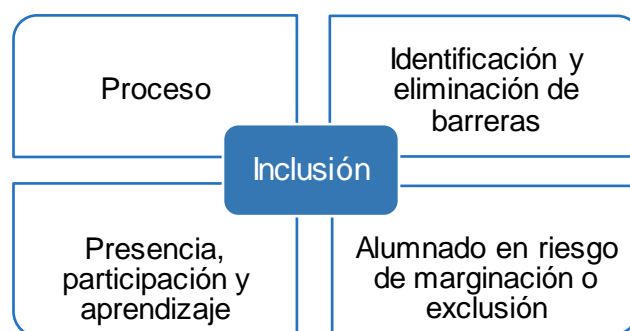 Proceso
Identificación y
eliminación de
barreras
Inclusión
Presencia,
participación y
aprendizaje
Alumnado en riesgo
de marginación o
exclusión